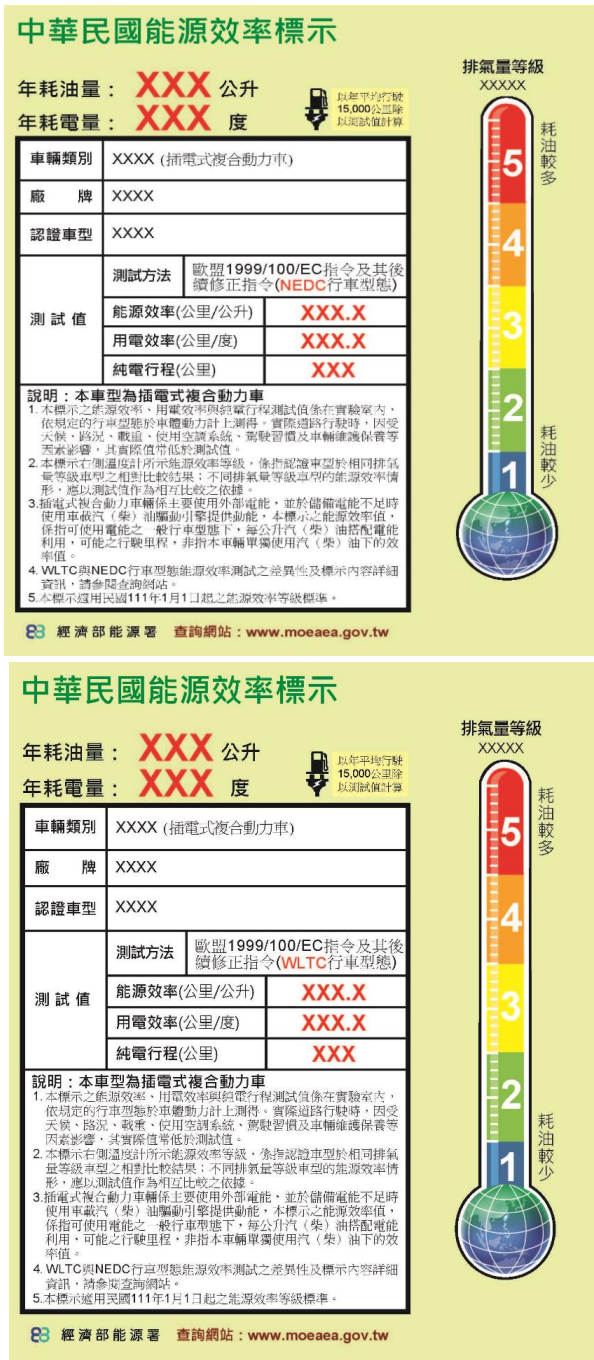 中華民國能源效率標示
年耗油量： XXX 公升
年耗電量： XXX 度
以年平均行駛
15,000公里除
以測試值計算
車輛類別 XXXX (插電式複合動力車)
廠 牌 XXXX
認證車型 XXXX
測 試 值
測試方法 歐盟1999/100/EC指令及其後
續修正指令(NEDC行車型態)
能源效率(公里/公升) XXX.X
用電效率(公里/度) XXX.X
純電行程(公里) XXX
說明：本車型為插電式複合動力車
1.本標示之能源效率、用電效率與純電行程測試值係在實驗室內，
依規定的行車型態於車體動力計上測得。實際道路行駛時，因受
天候、路況、載重、使用空調系統、駕駛習慣及車輛維護保養等
因素影響，其實際值常低於測試值。
2.本標示右側溫度計所示能源效率等級，係指認證車型於相同排氣
量等級車型之相對比較結果；不同排氣量等級車型的能源效率情
形，應以測試值作為相互比較之依據。
3.插電式複合動力車輛係主要使用外部電能，並於儲備電能不足時
使用車載汽（柴）油驅動引擎提供動能，本標示之能源效率值，
係指可使用電能之一般行車型態下，每公升汽（柴）油搭配電能
利用，可能之行駛里程，非指本車輛單獨使用汽（柴）油下的效
率值。
4. WLTC與NEDC行車型態能源效率測試之差異性及標示內容詳細
資訊，請參閱查詢網站。
5.本標示適用民國111年1月1日起之能源效率等級標準。
經濟部能源署 查詢網站：www.moeaea.gov.tw
排氣量等級
XXXXX
耗油較多
5
4
3
2
耗油較少
1
中華民國能源效率標示
年耗油量： XXX 公升
年耗電量： XXX 度
以年平均行駛
15,000公里除
以測試值計算
車輛類別 XXXX (插電式複合動力車)
廠 牌 XXXX
認證車型 XXXX
測 試 值
測試方法 歐盟1999/100/EC指令及其後
續修正指令(WLTC行車型態)
能源效率(公里/公升) XXX.X
用電效率(公里/度) XXX.X
純電行程(公里) XXX
說明：本車型為插電式複合動力車
1.本標示之能源效率、用電效率與純電行程測試值係在實驗室內，
依規定的行車型態於車體動力計上測得。實際道路行駛時，因受
天候、路況、載重、使用空調系統、駕駛習慣及車輛維護保養等
因素影響，其實際值常低於測試值。
2.本標示右側溫度計所示能源效率等級，係指認證車型於相同排氣
量等級車型之相對比較結果；不同排氣量等級車型的能源效率情
形，應以測試值作為相互比較之依據。
3.插電式複合動力車輛係主要使用外部電能，並於儲備電能不足時
使用車載汽（柴）油驅動引擎提供動能，本標示之能源效率值，
係指可使用電能之一般行車型態下，每公升汽（柴）油搭配電能
利用，可能之行駛里程，非指本車輛單獨使用汽（柴）油下的效
率值。
4. WLTC與NEDC行車型態能源效率測試之差異性及標示內容詳細
資訊，請參閱查詢網站。
5.本標示適用民國111年1月1日起之能源效率等級標準。
經濟部能源署 查詢網站：www.moeaea.gov.tw
排氣量等級
XXXXX
耗油較多
5
4
3
2
耗油較少
1